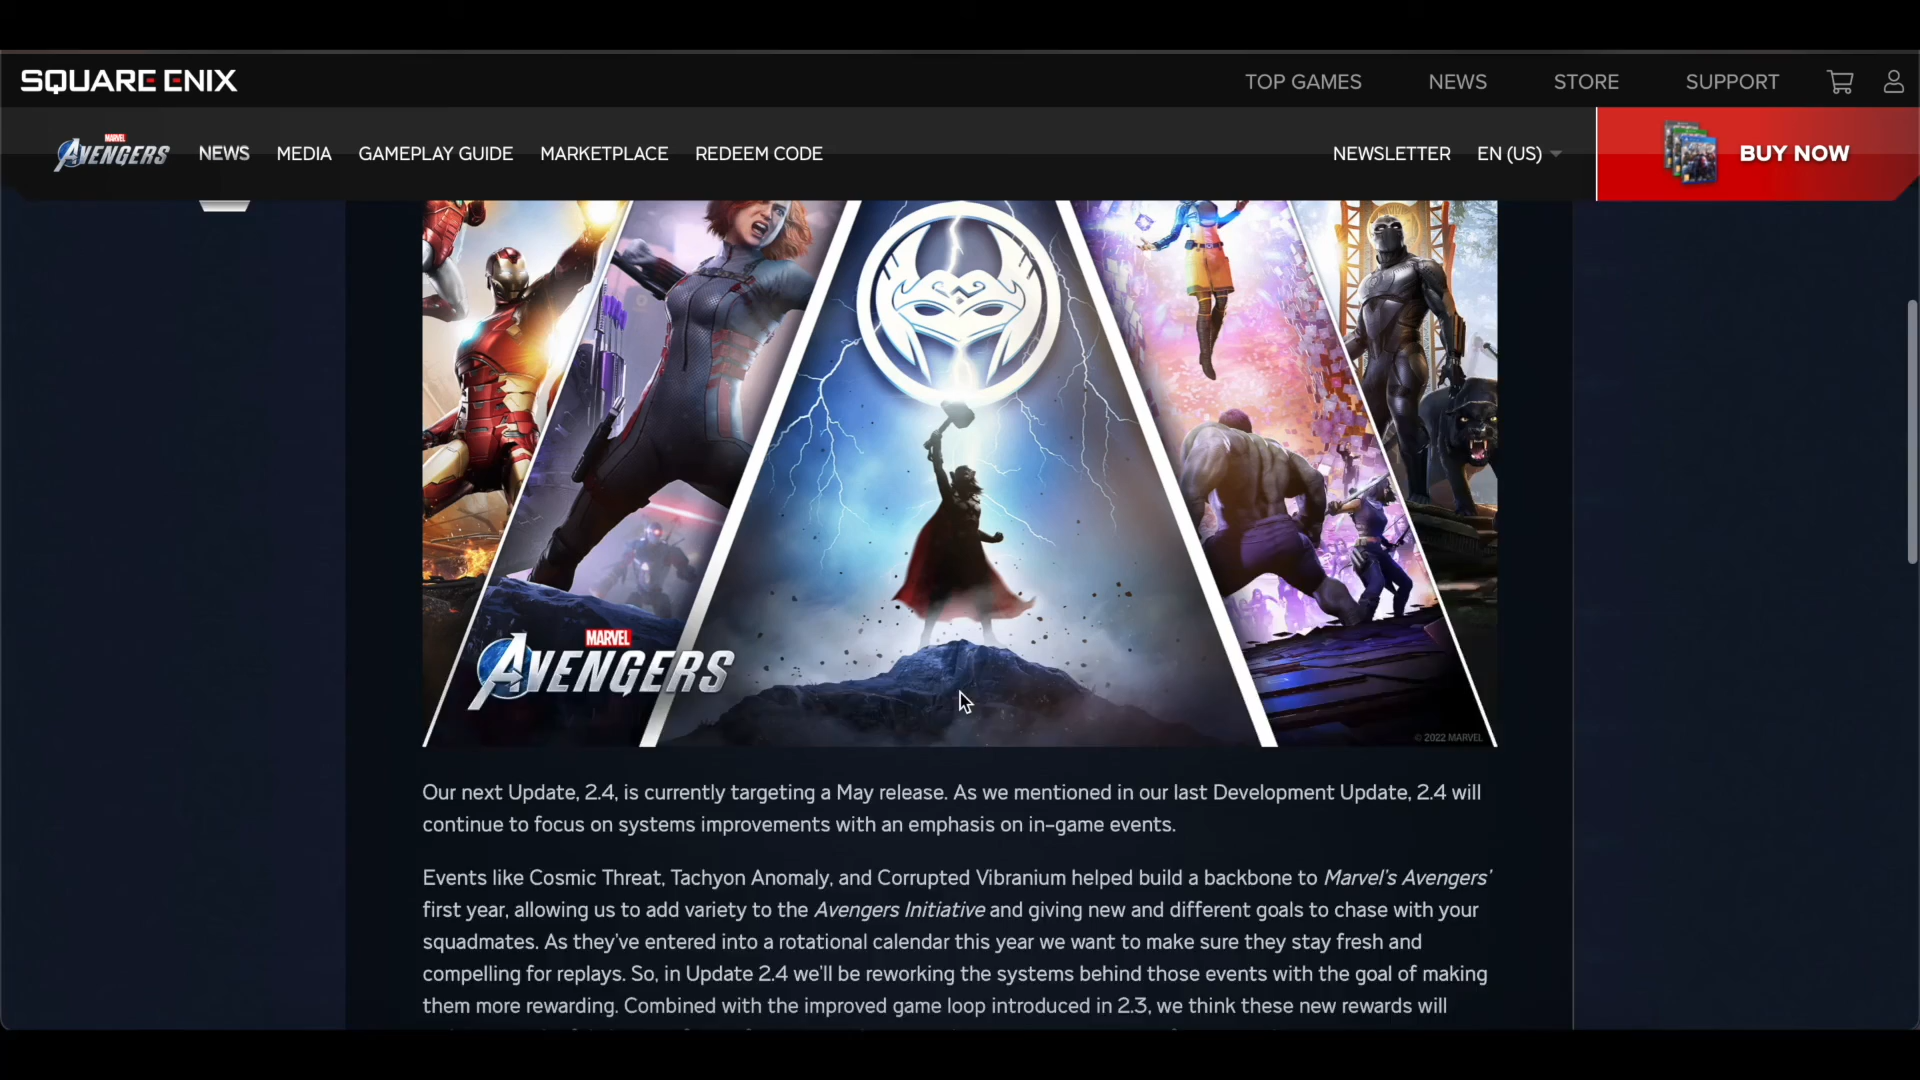 SQUARE ENIX
TOP GAMES NEWS STORE SUPPORT
MARVEL AVENGERS NEWS MEDIA GAMEPLAY GUIDE MARKETPLACE REDEEM CODE NEWSLETTER EN (US) BUY NOW
MARVEL
AVENGERS
© 2022 MARVEL
Our next Update, 2.4, is currently targeting a May release. As we mentioned in our last Development Update, 2.4 will
continue to focus on systems improvements with an emphasis on in-game events.
Events like Cosmic Threat, Tachyon Anomaly, and Corrupted Vibranium helped build a backbone to Marvel's Avengers'
first year, allowing us to add variety to the Avengers Initiative and giving new and different goals to chase with your
squadmates. As they've entered into a rotational calendar this year we want to make sure they stay fresh and
compelling for replays. So, in Update 2.4 we'll be reworking the systems behind those events with the goal of making
them more rewarding. Combined with the improved game loop introduced in 2.3, we think these new rewards will